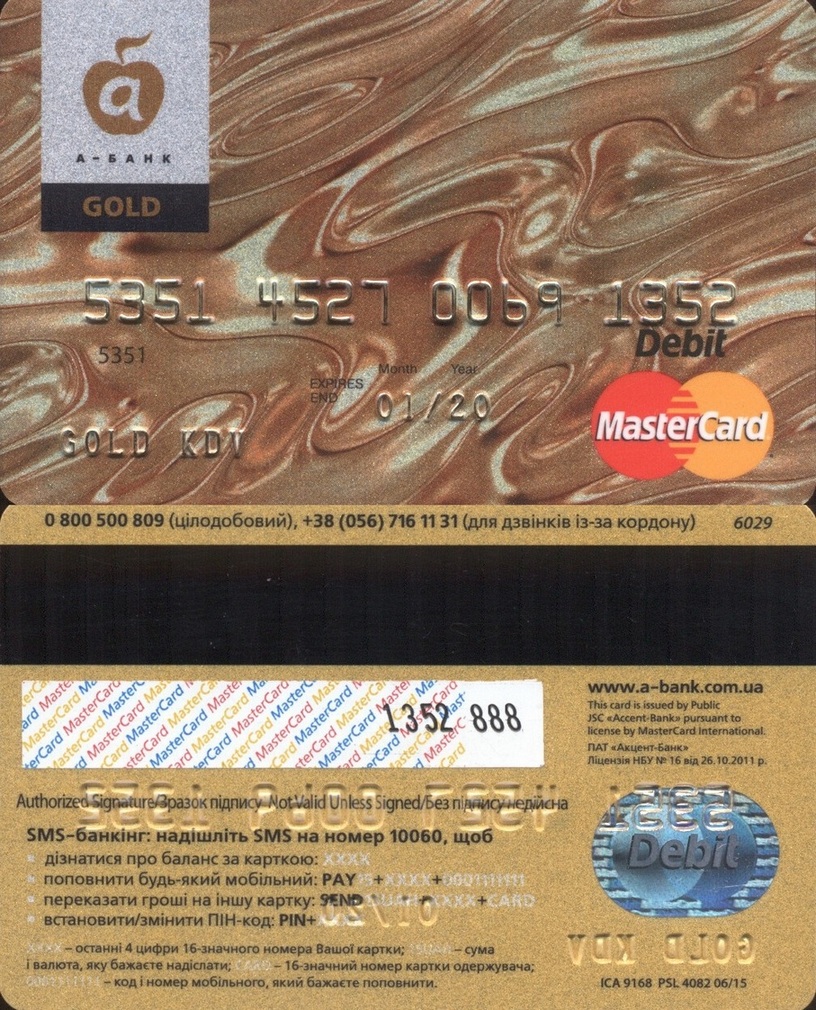 a
А-БАНК
GOLD
5351 4527 0069 1352
5351
Debit
Month Year
EXPIRES END 01/20
GOLD KDV
MasterCard
0 800 500 809 (цілодобовий), +38 (056) 716 11 31 (для дзвінків із-за кордону) 6029
1352 888
www.a-bank.com.ua
This card is issued by Public
JSC «Accent-Bank» pursuant to
license by MasterCard International.
ПАТ «Акцент-Банк»
Ліцензія НБУ № 16 від 26.10.2011 р.
Authorized Signature/Зразок підпису Not Valid Unless Signed/Без підпису недійсна
Debit
SMS-банкінг: надішліть SMS на номер 10060, щоб
дізнатися про баланс за карткою: XXXX
поповнити будь-який мобільний: PAY +XXXX+0001111111
переказати гроші на іншу картку: SEND +XXXX+CARD
встановити/змінити ПІН-код: PIN+
XXXX – останні 4 цифри 16-значного номера Вашої картки; – сума
і валюта, яку бажаєте надіслати; CARD – 16-значний номер картки одержувача;
0001111111 – код і номер мобільного, який бажаєте поповнити.
ICA 9168 PSL 4082 06/15